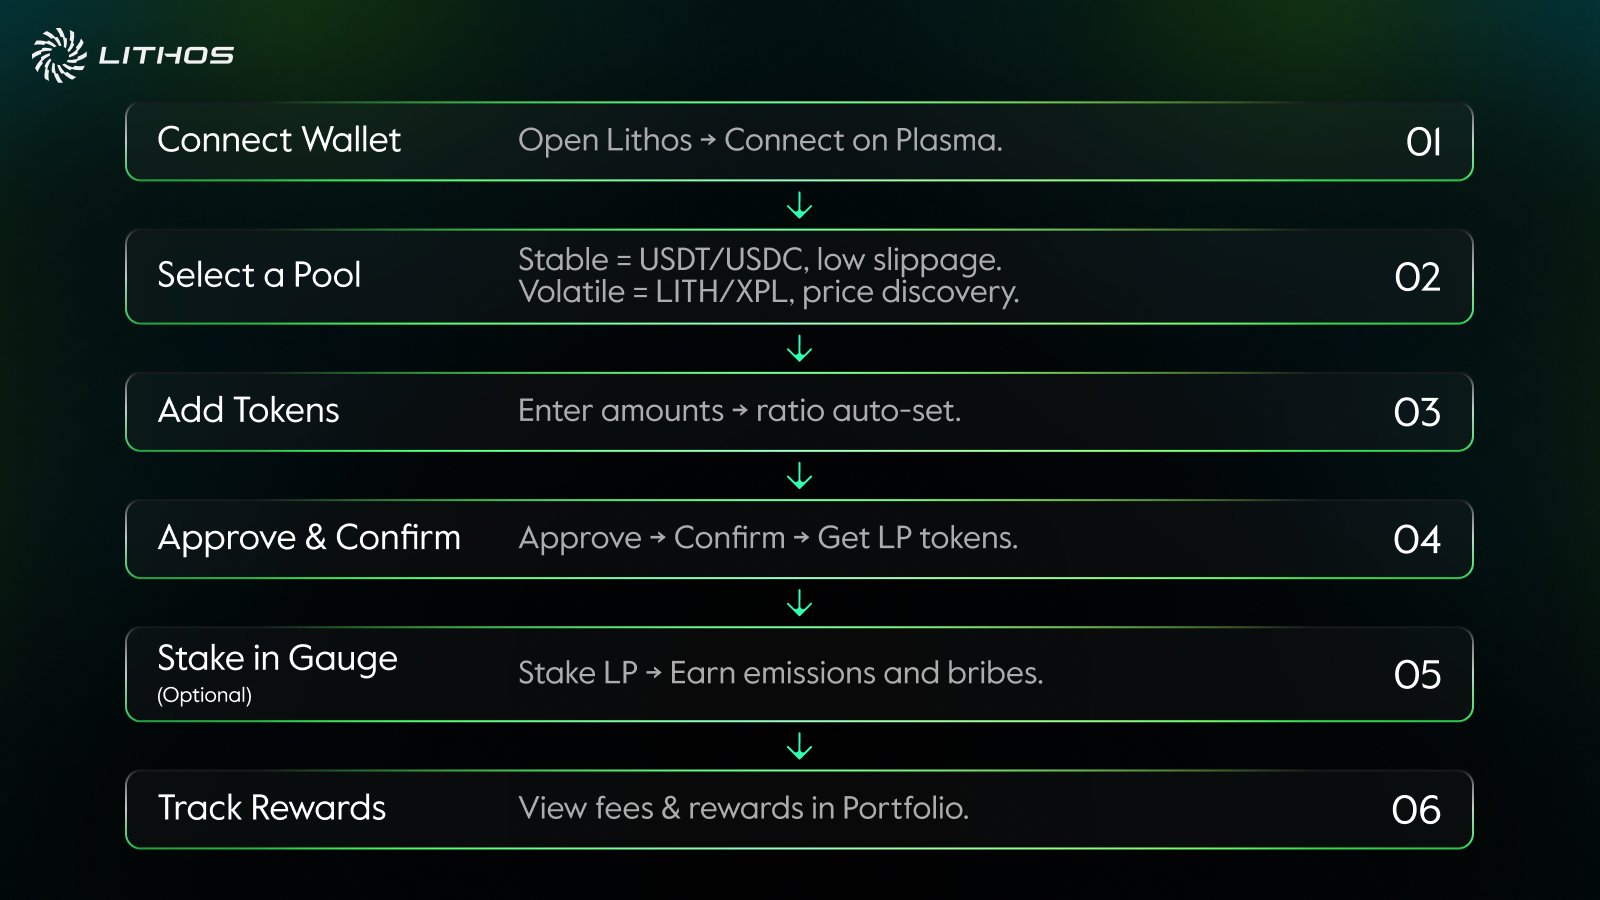 LITHOS
Connect Wallet
Open Lithos → Connect on Plasma.
01
Select a Pool
Stable = USDT/USDC, low slippage.
Volatile = LITH/XPL, price discovery.
02
Add Tokens
Enter amounts → ratio auto-set.
03
Approve & Confirm
Approve → Confirm → Get LP tokens.
04
Stake in Gauge
(Optional)
Stake LP → Earn emissions and bribes.
05
Track Rewards
View fees & rewards in Portfolio.
06